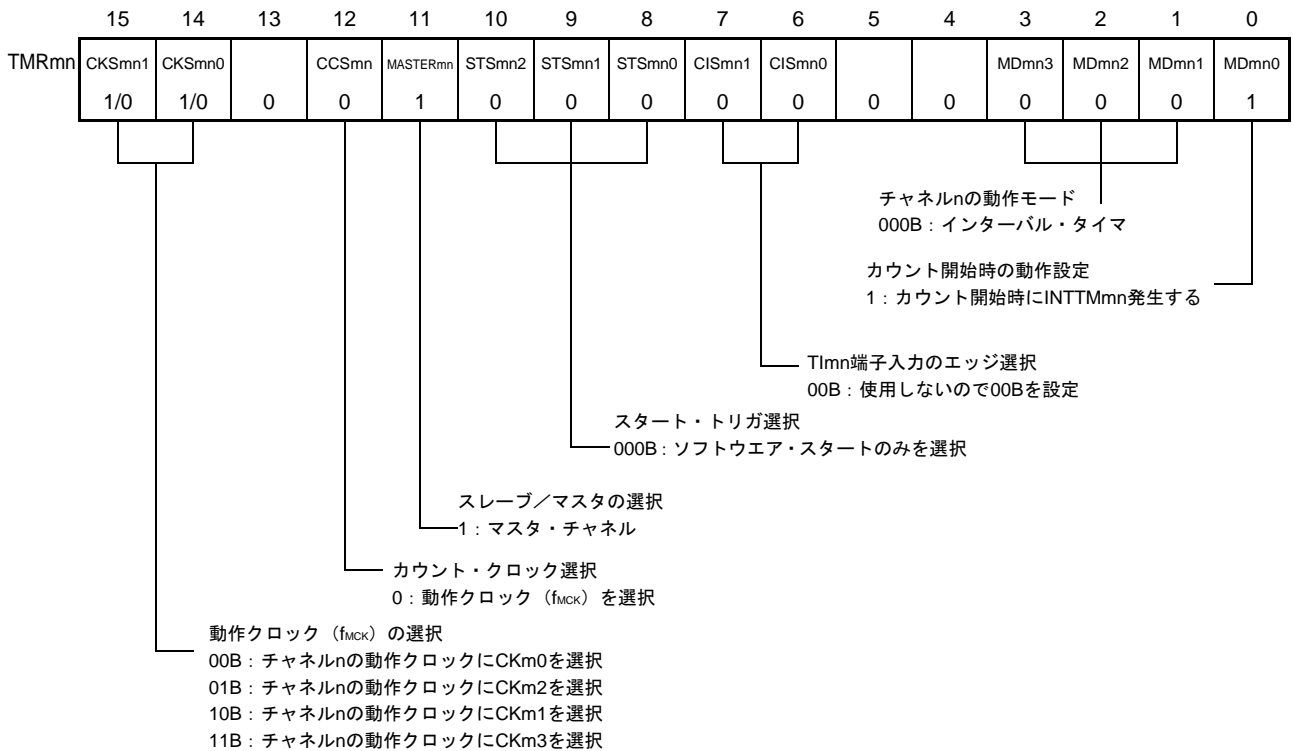 15 14 13 12 11 10 9 8 7 6 5 4 3 2 1 0
TMRmn CKSmn1 CKSmn0 CCSmn MASTERmn STSmn2 STSmn1 STSmn0 CISmn1 CISmn0 MDmn3 MDmn2 MDmn1 MDmn0
1/0 1/0 0 0 1 0 0 0 0 0 0 0 0 0 0 1
チャネルnの動作モード
000B：インターバル・タイマ
カウント開始時の動作設定
1：カウント開始時にINTTMmn発生する
TImn端子入力のエッジ選択
00B：使用しないので00Bを設定
スタート・トリガ選択
000B：ソフトウエア・スタートのみを選択
スレーブ／マスタの選択
1：マスタ・チャネル
カウント・クロック選択
0：動作クロック（fMCK）を選択
動作クロック（fMCK）の選択
00B：チャネルnの動作クロックにCKm0を選択
01B：チャネルnの動作クロックにCKm2を選択
10B：チャネルnの動作クロックにCKm1を選択
11B：チャネルnの動作クロックにCKm3を選択